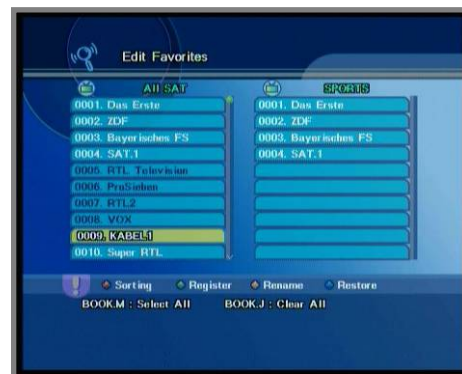 Edit Favorites
All SAT
SPORTS
0001. Das Erste
0001. Das Erste
0002. ZDF
0002. ZDF
0003. Bayerisches FS
0003. Bayerisches FS
0004. SAT.1
0004. SAT.1
0005. RTL Television
0006. ProSieben
0007. RTL2
0008. VOX
0009. KABEL1
0010. Super RTL
Sorting Register Rename Restore
BOOK.M : Select All BOOK.J : Clear All